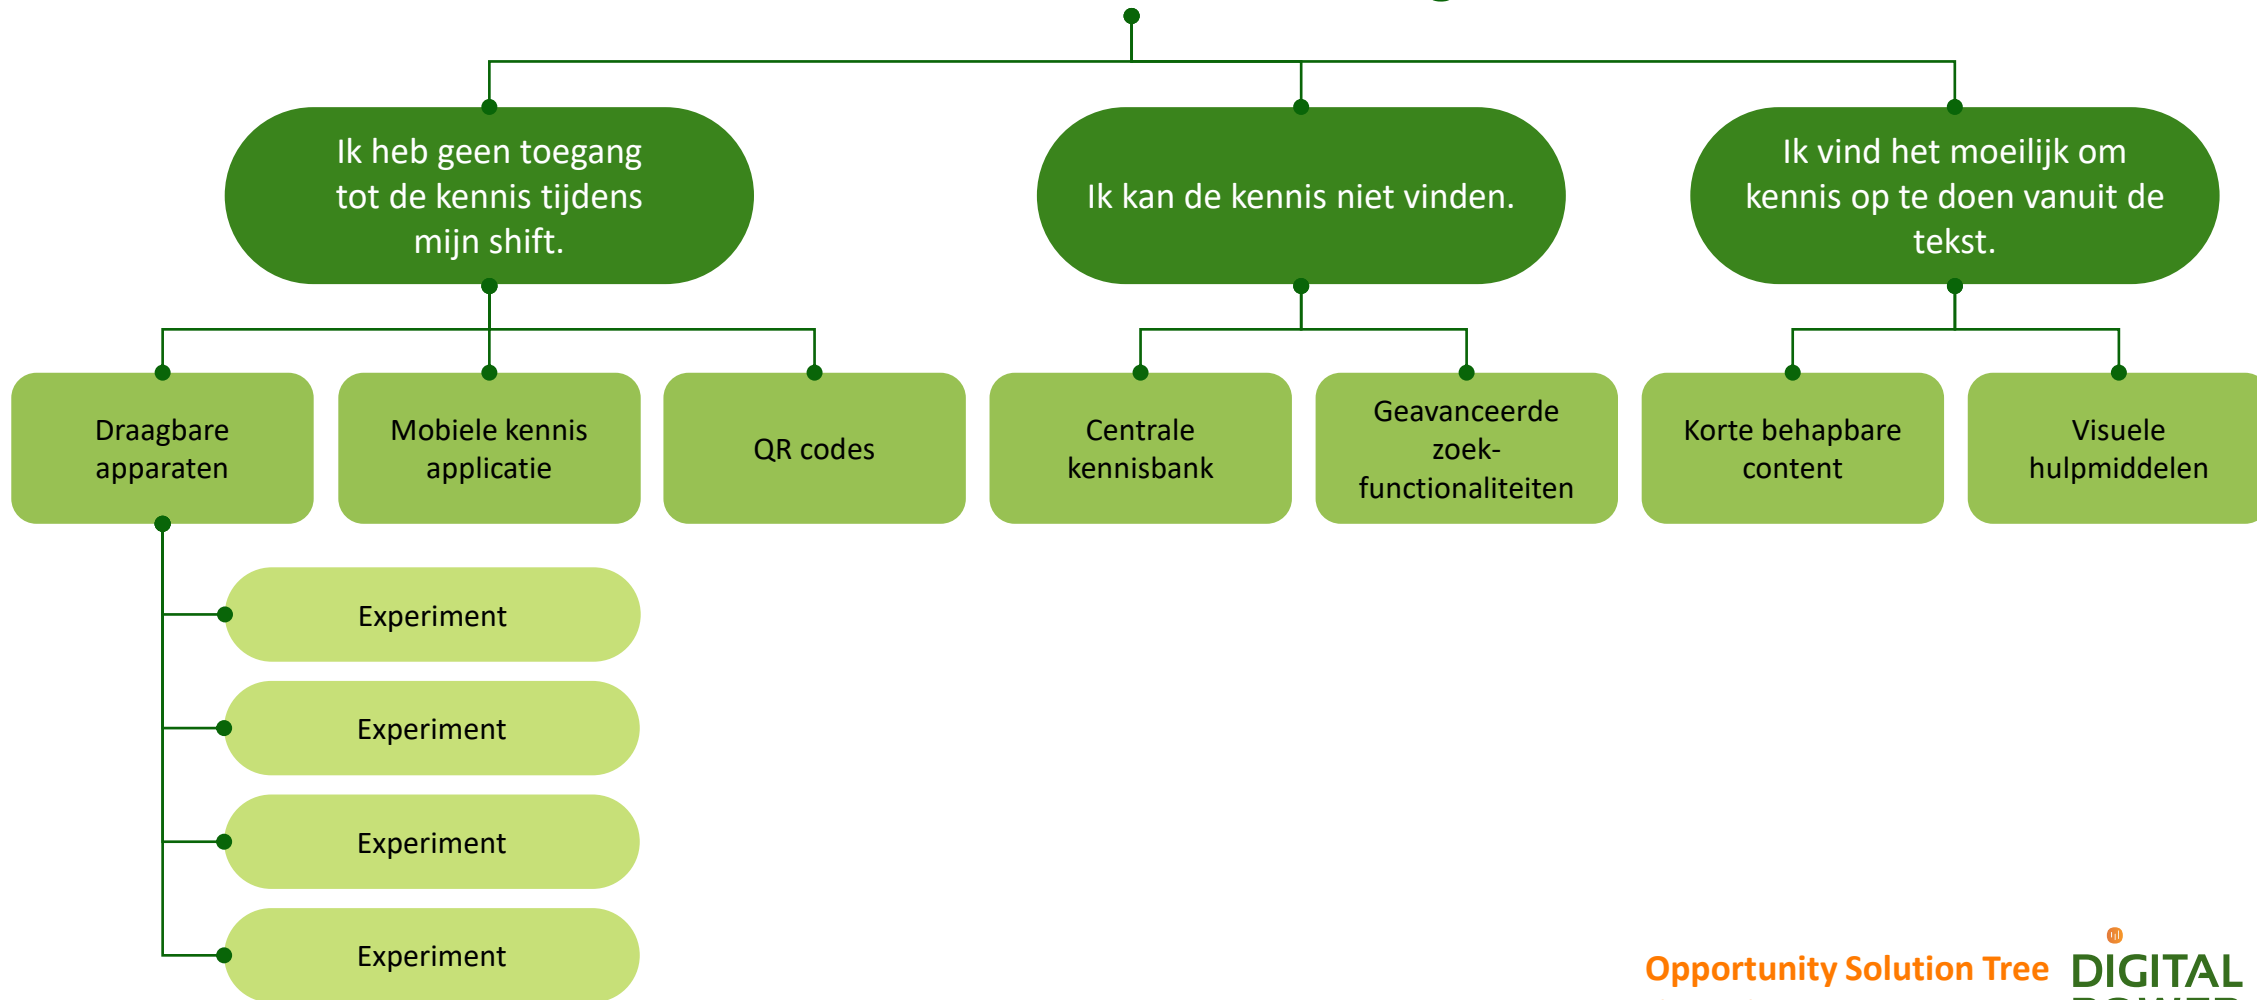 Ik heb geen toegang
tot de kennis tijdens
mijn shift.
Ik kan de kennis niet vinden.
Ik vind het moeilijk om
kennis op te doen vanuit de
tekst.
Draagbare
apparaten
Mobiele kennis
applicatie
QR codes
Centrale
kennisbank
Geavanceerde
zoek-
functionaliteiten
Korte behapbare
content
Visuele
hulpmiddelen
Experiment
Experiment
Experiment
Experiment
Opportunity Solution Tree
DIGITAL
POWER